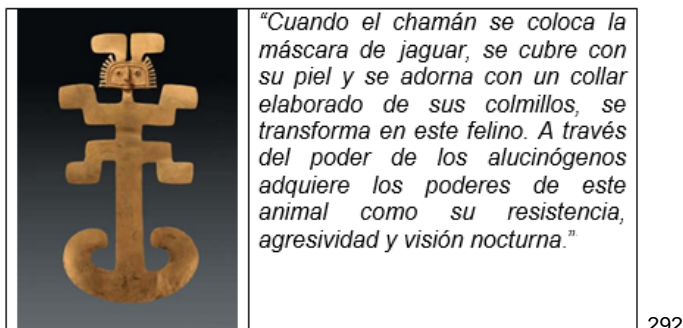 “Cuando el chamán se coloca la
máscara de jaguar, se cubre con
su piel y se adorna con un collar
elaborado de sus colmillos, se
transforma en este felino. A través
del poder de los alucinógenos
adquiere los poderes de este
animal como su resistencia,
agresividad y visión nocturna.”
292